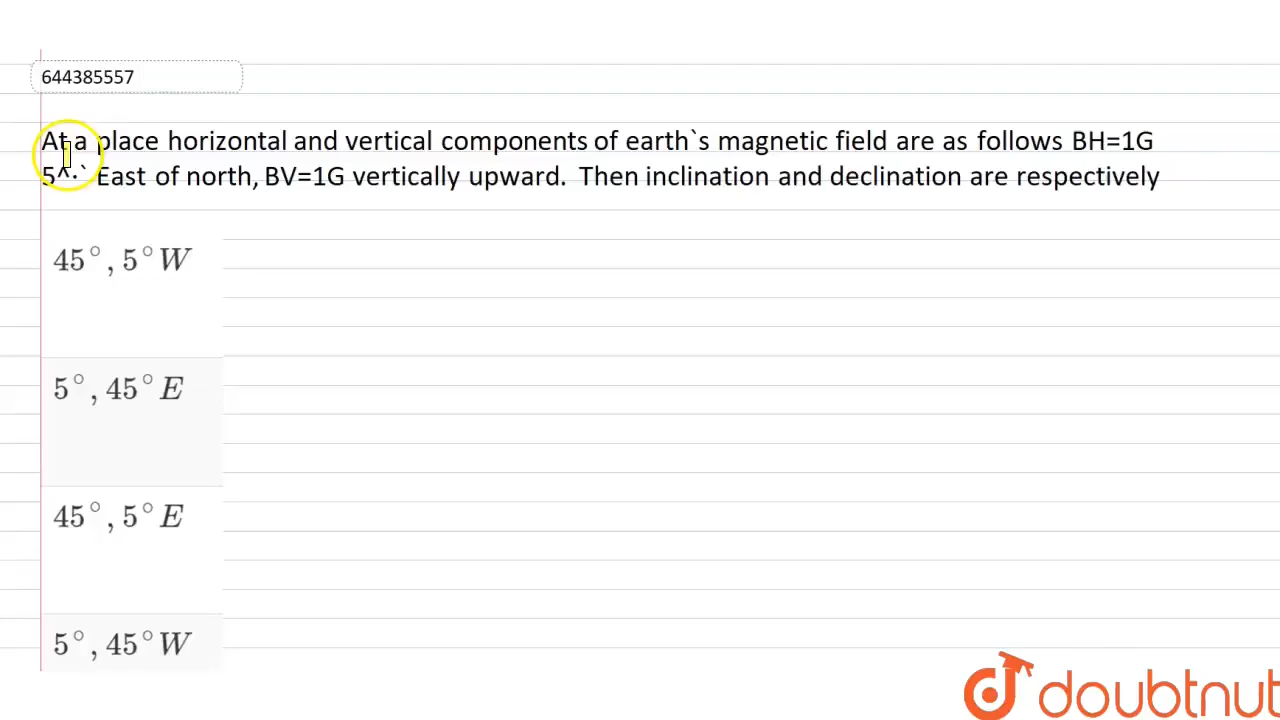 644385557
At a place horizontal and vertical components of earth`s magnetic field are as follows BH=1G
5^.` East of north, BV=1G vertically upward. Then inclination and declination are respectively
45°, 5°W
5°, 45°E
45°, 5°E
5°, 45°W
doubtnut